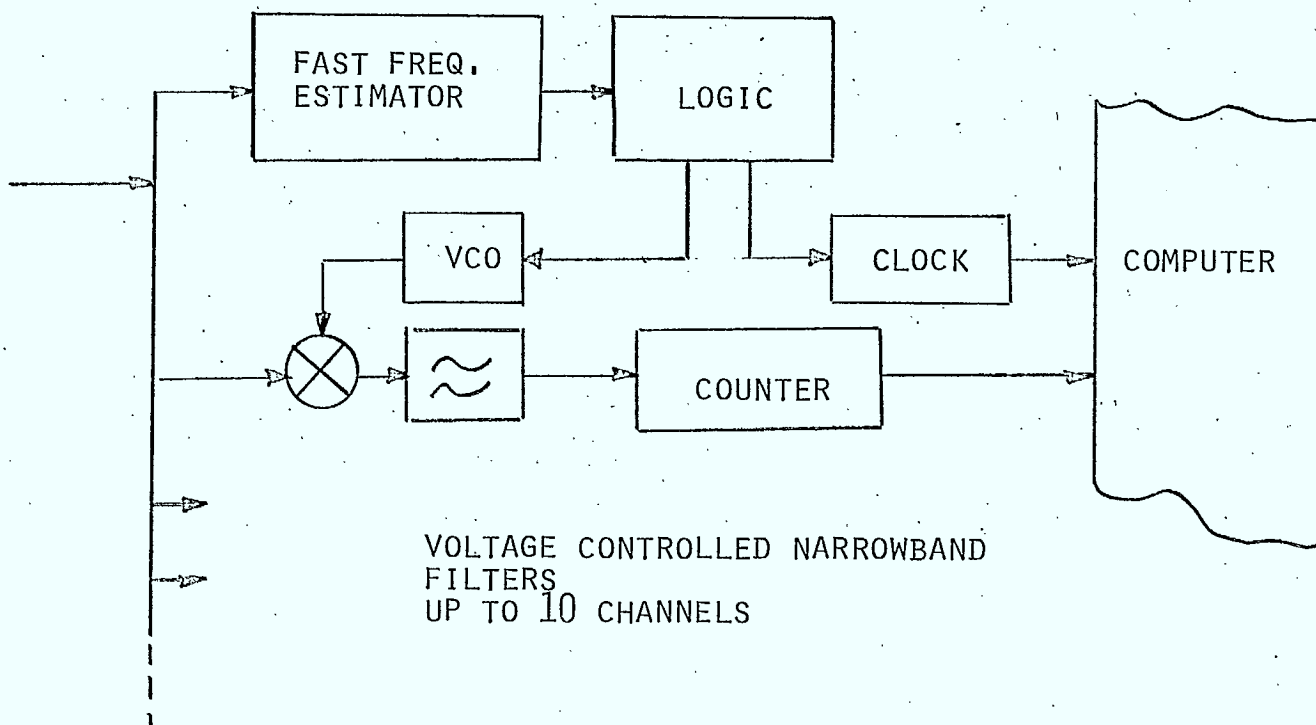 FAST FREQ.
ESTIMATOR
LOGIC
VCO
CLOCK
COMPUTER
COUNTER
VOLTAGE CONTROLLED NARROWBAND
FILTERS
UP TO 10 CHANNELS